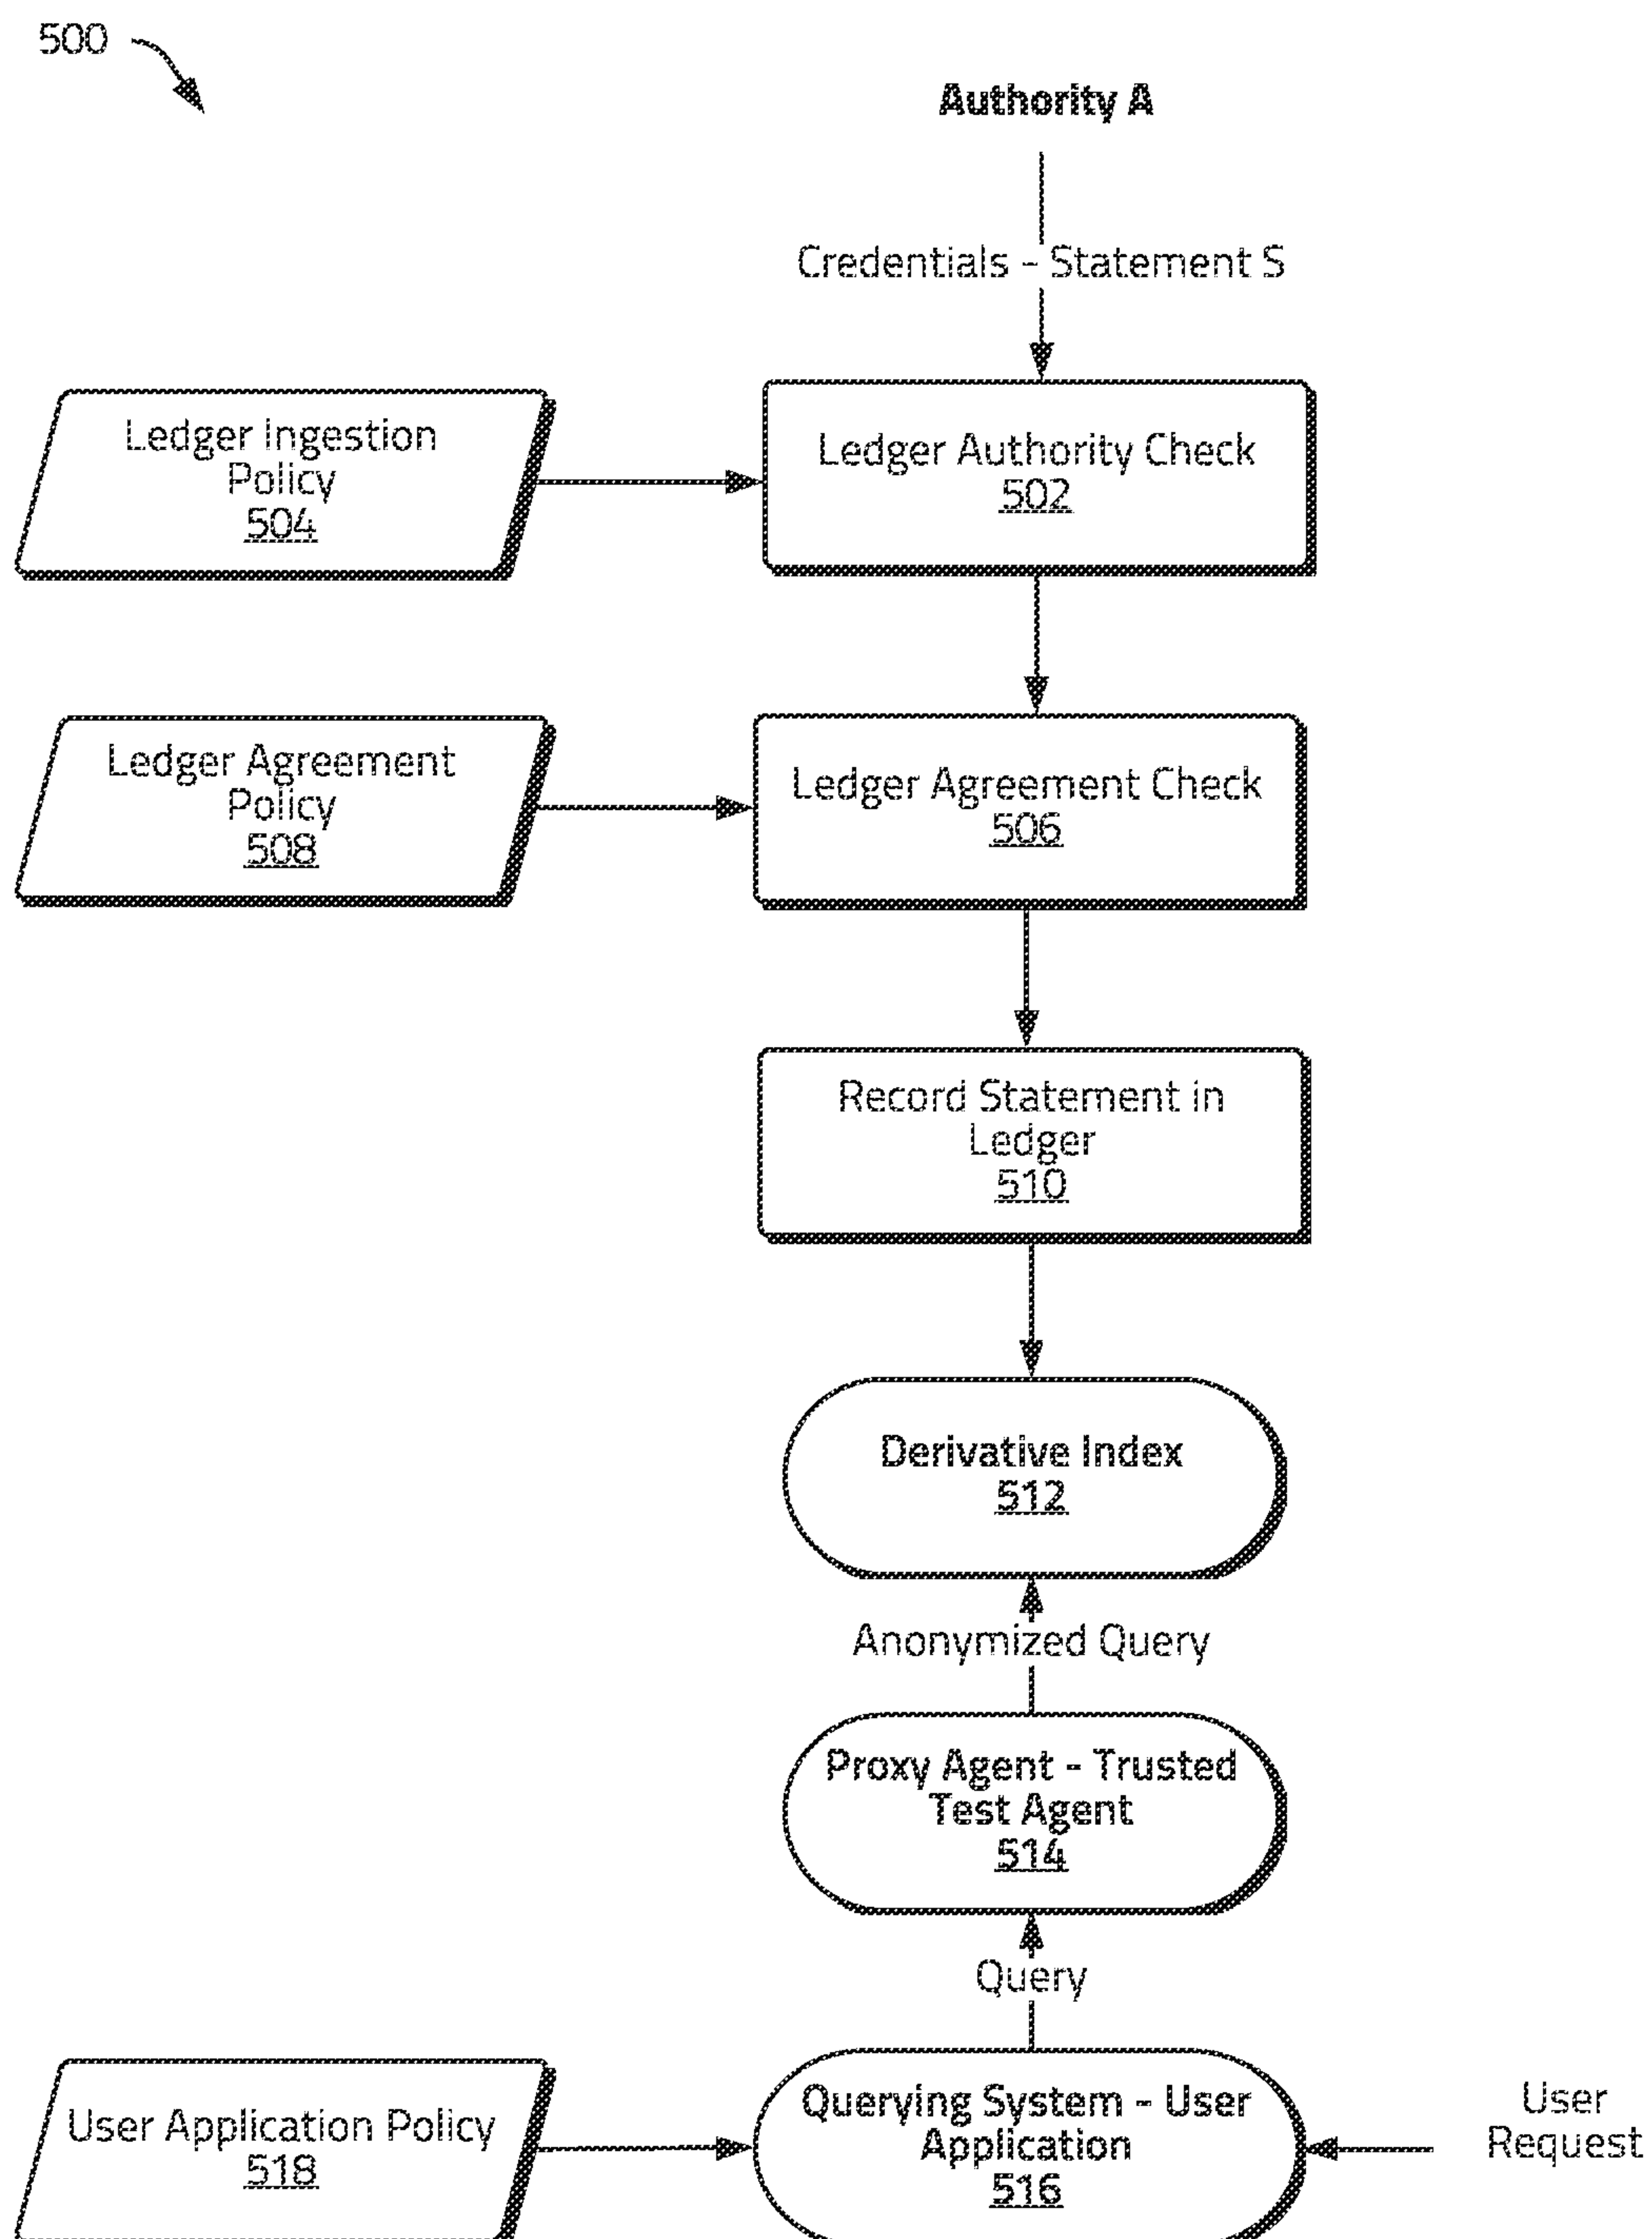 500
Authority A
Credentials - Statement S
Ledger Ingestion
Policy
504
Ledger Authority Check
502
Ledger Agreement
Policy
508
Ledger Agreement Check
506
Record Statement in
Ledger
510
Derivative Index
512
Anonymized Query
Proxy Agent - Trusted
Test Agent
514
Query
User Application Policy
518
Querying System - User
Application
516
User
Request